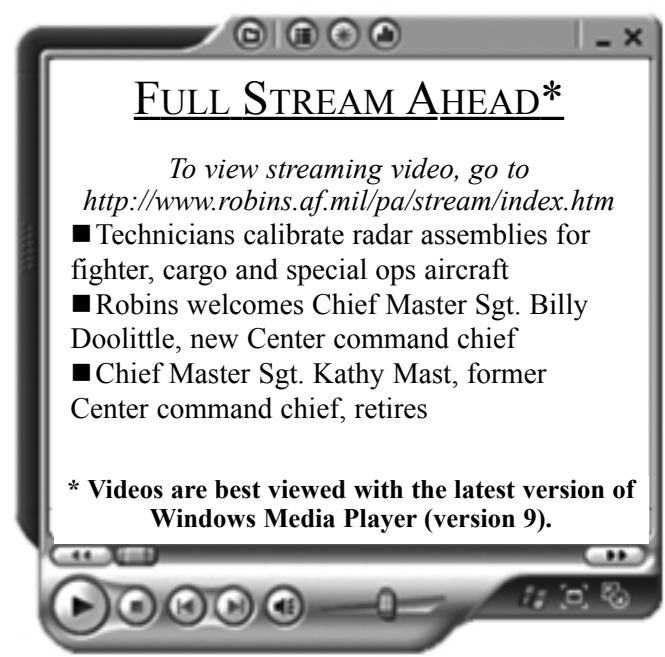 FULL STREAM AHEAD*
To view streaming video, go to
http://www.robins.af.mil/pa/stream/index.htm
■ Technicians calibrate radar assemblies for
fighter, cargo and special ops aircraft
■ Robins welcomes Chief Master Sgt. Billy
Doolittle, new Center command chief
■ Chief Master Sgt. Kathy Mast, former
Center command chief, retires
* Videos are best viewed with the latest version of
Windows Media Player (version 9).